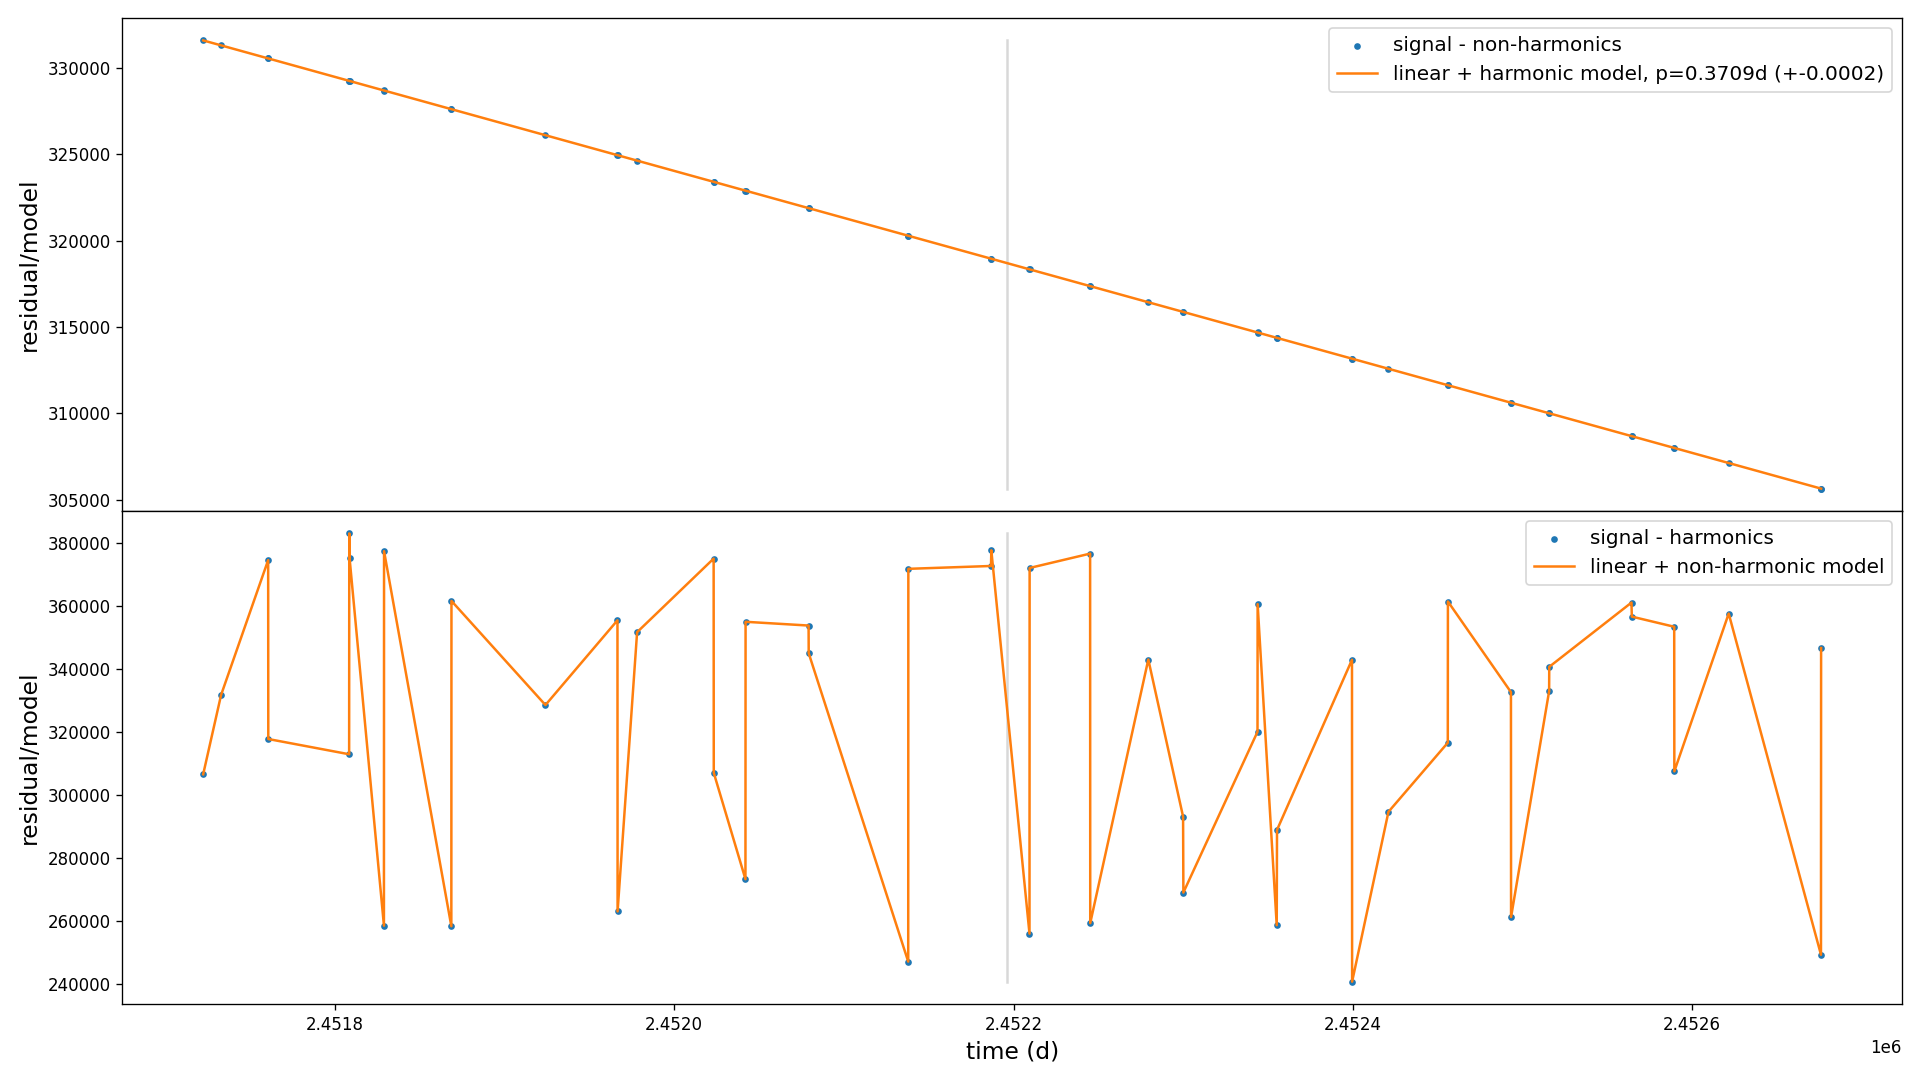 residual/model
330000
325000
320000
315000
310000
305000
signal - non-harmonics
linear + harmonic model, p=0.3709d (+-0.0002)
residual/model
380000
360000
340000
320000
300000
280000
260000
240000
signal - harmonics
linear + non-harmonic model
2.4518 2.4520 2.4522 2.4524 2.4526
1e6
time (d)